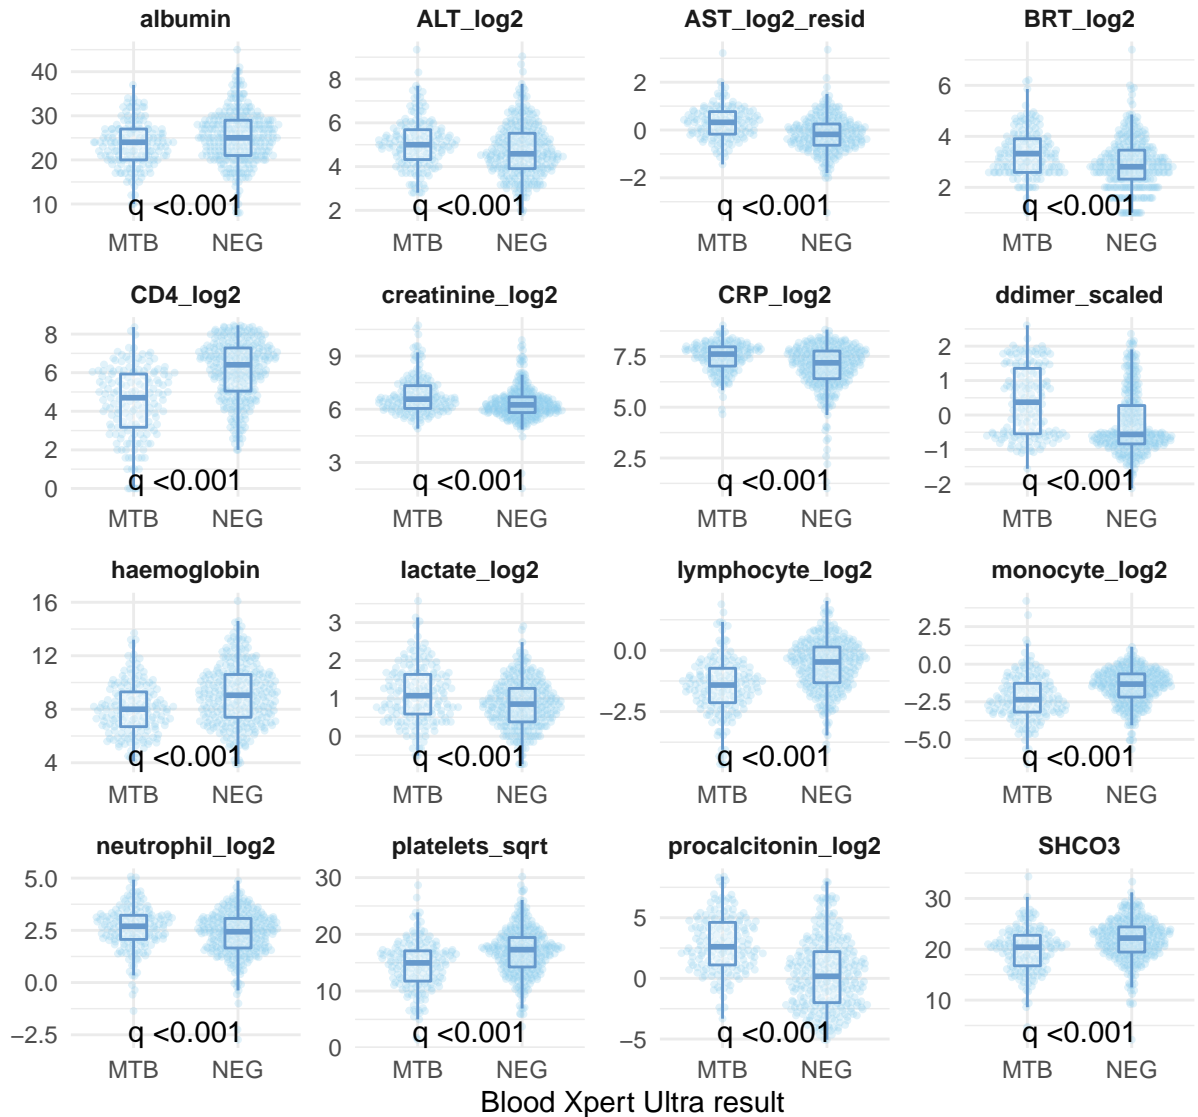 albumin ALT_log2 AST_log2_resid BRT_log2
40 30 20 10 q <0.001 MTB NEG
8 6 4 2 q <0.001 MTB NEG
2 0 −2 q <0.001 MTB NEG
6 4 2 q <0.001 MTB NEG
CD4_log2 creatinine_log2 CRP_log2 ddimer_scaled
8 6 4 2 0 q <0.001 MTB NEG
9 6 3 q <0.001 MTB NEG
7.5 5.0 2.5 q <0.001 MTB NEG
2 1 0 −1 −2 q <0.001 MTB NEG
haemoglobin lactate_log2 lymphocyte_log2 monocyte_log2
16 12 8 4 q <0.001 MTB NEG
3 2 1 0 q <0.001 MTB NEG
0.0 −2.5 q <0.001 MTB NEG
2.5 0.0 −2.5 −5.0 q <0.001 MTB NEG
neutrophil_log2 platelets_sqrt procalcitonin_log2 SHCO3
5.0 2.5 0.0 −2.5 q <0.001 MTB NEG
30 20 10 0 q <0.001 MTB NEG
5 0 −5 q <0.001 MTB NEG
30 20 10 q <0.001 MTB NEG
Blood Xpert Ultra result